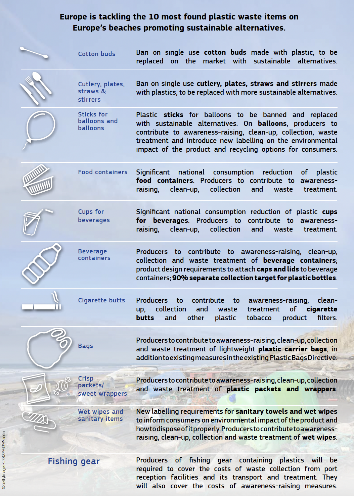 Europe is tackling the 10 most found plastic waste items on
Europe's beaches promoting sustainable alternatives.
Cotton buds
Ban on single use cotton buds made with plastic, to be
replaced on the market with sustainable alternatives.
Cutlery, plates,
straws &
stirrers
Ban on single use cutlery, plates, straws and stirrers made
with plastics, to be replaced with more sustainable alternatives.
Sticks for
balloons and
balloons
Plastic sticks for balloons to be banned and replaced
with sustainable alternatives. On balloons, producers to
contribute to awareness-raising, clean-up, collection, waste
treatment and introduce new labelling on the environmental
impact of the product and recycling options for consumers.
Food containers
Significant national consumption reduction of plastic
food containers. Producers to contribute to awareness-
raising, clean-up, collection and waste treatment.
Cups for
beverages
Significant national consumption reduction of plastic cups
for beverages. Producers to contribute to awareness-
raising, clean-up, collection and waste treatment.
Beverage
containers
Producers to contribute to awareness-raising, clean-up,
collection and waste treatment of beverage containers;
product design requirements to attach caps and lids to beverage
containers; 90% separate collection target for plastic bottles.
Cigarette butts
Producers to contribute to awareness-raising, clean-
up, collection and waste treatment of cigarette
butts and other plastic tobacco product filters.
Bags
Producers to contribute to awareness-raising, clean-up, collection
and waste treatment of lightweight plastic carrier bags, in
addition to existing measures in the existing Plastic Bags Directive.
Crisp
packets/
sweet wrappers
Producers to contribute to awareness-raising, clean-up, collection
and waste treatment of plastic packets and wrappers.
Wet wipes and
sanitary items
New labelling requirements for sanitary towels and wet wipes
to inform consumers on environmental impact of the product and
how to dispose of it properly. Producers to contribute to awareness-
raising, clean-up, collection and waste treatment of wet wipes.
Fishing gear
Producers of fishing gear containing plastics will be
required to cover the costs of waste collection from port
reception facilities and its transport and treatment. They
will also cover the costs of awareness-raising measures.